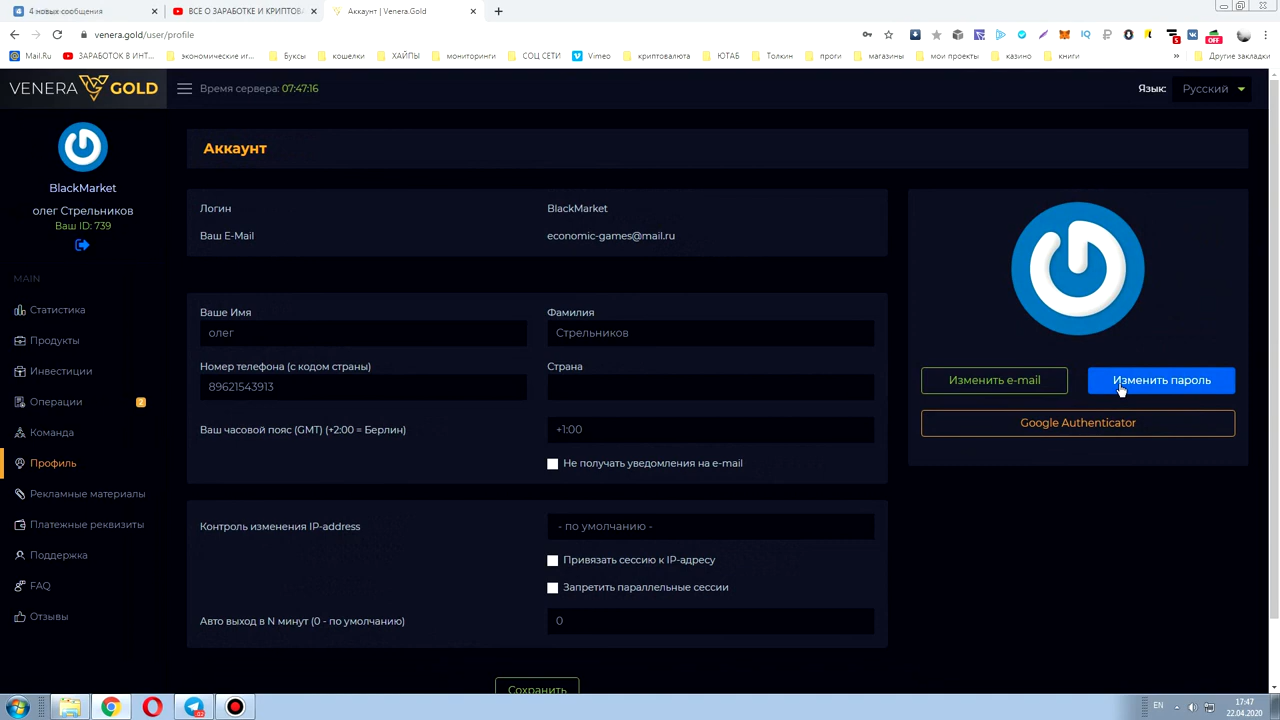 4 новых сообщения
ВСЕ О ЗАРАБОТКЕ И КРИПТОВА
Аккаунт | Venera.Gold
venera.gold/user/profile
Mail.Ru
ЗАРАБОТОК В ИНТ...
экономические иг...
Буксы
кошелки
ХАЙПЫ
мониторинги
СОЦ СЕТИ
Vimeo
криптовалюта
ЮТАБ
Толкин
проги
магазины
мои проекты
казино
книги
»
Другие закладки
VENERA GOLD
Время сервера: 07:47:16
Язык:
Русский
BlackMarket
олег Стрельников
Ваш ID: 739
MAIN
Статистика
Продукты
Инвестиции
Операции
2
Команда
Профиль
Рекламные материалы
Платежные реквизиты
Поддержка
FAQ
Отзывы
Аккаунт
Логин
BlackMarket
Ваш E-Mail
economic-games@mail.ru
Ваше Имя
Фамилия
олег
Стрельников
Номер телефона (с кодом страны)
Страна
89621543913
Ваш часовой пояс (GMT) (+2:00 = Берлин)
+1:00
Не получать уведомления на e-mail
Контроль изменения IP-address
- по умолчанию -
Привязать сессию к IP-адресу
Запретить параллельные сессии
Авто выход в N минут (0 - по умолчанию)
0
Сохранить
Изменить e-mail
Изменить пароль
Google Authenticator
EN
17:47
22.04.2020